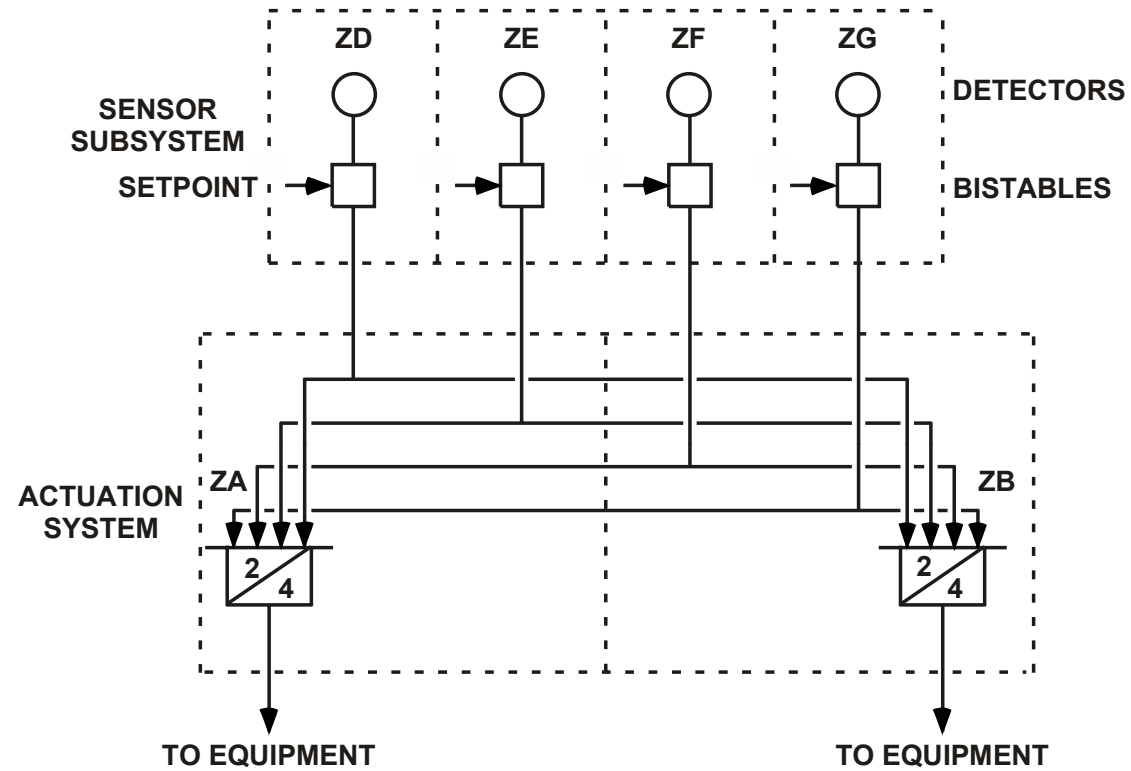 ZD ZE ZF ZG
DETECTORS
SENSOR
SUBSYSTEM
SETPOINT
BISTABLES
ZA
ZB
ACTUATION
SYSTEM
2
4
2
4
TO EQUIPMENT
TO EQUIPMENT